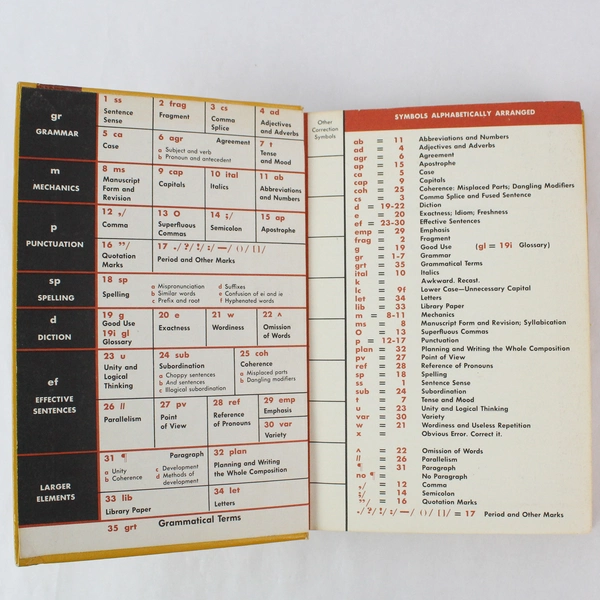 gr
GRAMMAR
1 ss
Sentence
Sense
2 frag
Fragment
3 cs
Comma
Splice
4 ad
Adjectives
and Adverbs
5 ca
Case
6 agr Agreement
a Subject and verb
b Pronoun and antecedent
7 t
Tense
and Mood
m
MECHANICS
8 ms
Manuscript
Form and
Revision
9 cap
Capitals
10 ital
Italics
11 ab
Abbreviations
and Numbers
p
PUNCTUATION
12 ,/
Comma
13 O
Superfluous
Commas
14 ;/
Semicolon
15 ap
Apostrophe
16 ”/
Quotation
Marks
17 ./ ?/ !/ :/ —/ ( )/ [ ]/
Period and Other Marks
sp
SPELLING
18 sp
Spelling
a Mispronunciation
b Similar words
c Prefix and root
d Suffixes
e Confusion of ei and ie
f Hyphenated words
d
DICTION
19 g
Good Use
19i gl
Glossary
20 e
Exactness
21 w
Wordiness
22 ^
Omission
of Words
ef
EFFECTIVE
SENTENCES
23 u
Unity and
Logical
Thinking
24 sub
Subordination
a Choppy sentences
b And sentences
c Illogical subordination
25 coh
Coherence
a Misplaced parts
b Dangling modifiers
26 //
Parallelism
27 pv
Point
of View
28 ref
Reference
of Pronouns
29 emp
Emphasis
30 var
Variety
LARGER
ELEMENTS
31 ¶ Paragraph
a Unity
b Coherence
c Development
d Methods of
development
32 plan
Planning and Writing
the Whole Composition
33 lib
Library Paper
34 let
Letters
35 grt Grammatical Terms
Other
Correction
Symbols
SYMBOLS ALPHABETICALLY ARRANGED
ab = 11 Abbreviations and Numbers
ad = 4 Adjectives and Adverbs
agr = 6 Agreement
ap = 15 Apostrophe
ca = 5 Case
cap = 9 Capitals
coh = 25 Coherence: Misplaced Parts; Dangling Modifiers
cs = 3 Comma Splice and Fused Sentence
d = 19-22 Diction
e = 20 Exactness; Idiom; Freshness
ef = 23-30 Effective Sentences
emp = 29 Emphasis
frag = 2 Fragment
g = 19 Good Use (gl = 19i Glossary)
gr = 1-7 Grammar
grt = 35 Grammatical Terms
ital = 10 Italics
k = Awkward. Recast.
lc = 9f Lower Case—Unnecessary Capital
let = 34 Letters
lib = 33 Library Paper
m = 8-11 Mechanics
ms = 8 Manuscript Form and Revision; Syllabication
O = 13 Superfluous Commas
p = 12-17 Punctuation
plan = 32 Planning and Writing the Whole Composition
pv = 27 Point of View
ref = 28 Reference of Pronouns
sp = 18 Spelling
ss = 1 Sentence Sense
sub = 24 Subordination
t = 7 Tense and Mood
u = 23 Unity and Logical Thinking
var = 30 Variety
w = 21 Wordiness and Useless Repetition
x = Obvious Error. Correct it.
^ = 22 Omission of Words
// = 26 Parallelism
¶ = 31 Paragraph
no ¶ = No Paragraph
,/ = 12 Comma
;/ = 14 Semicolon
”/ = 16 Quotation Marks
./ ?/ !/ :/ —/ ( )/ [ ]/ = 17 Period and Other Marks